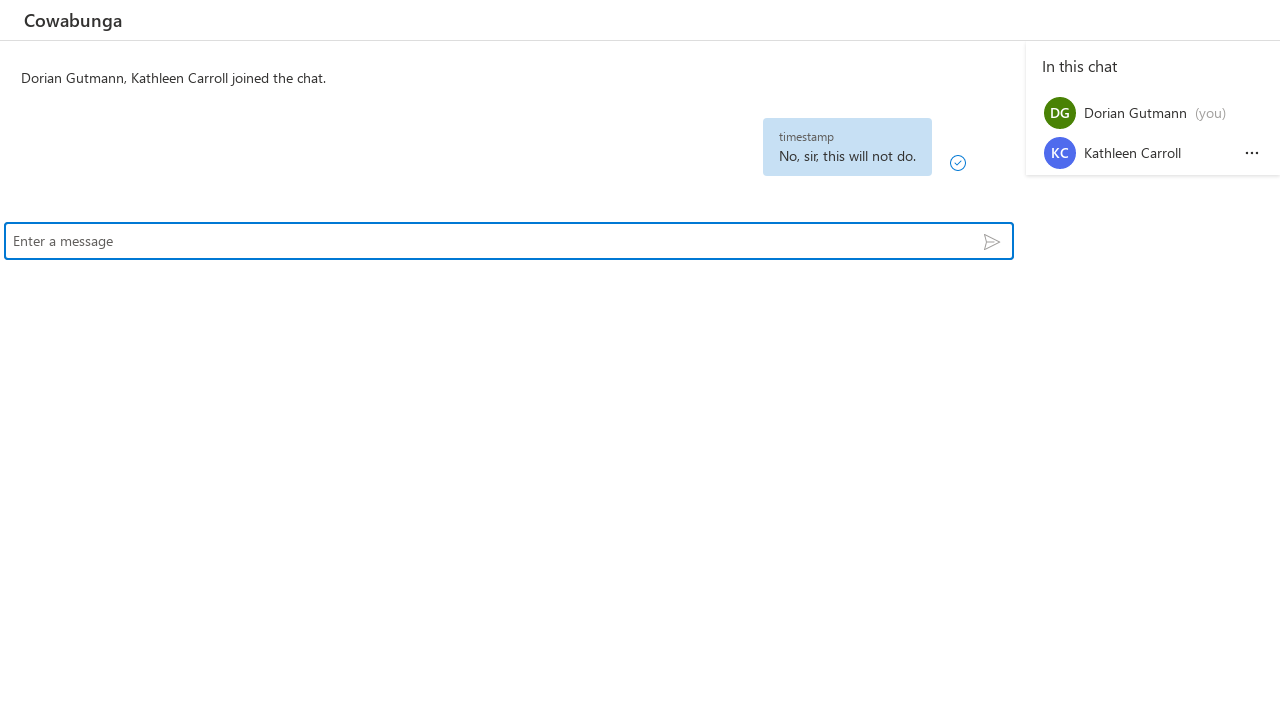 Cowabunga
Dorian Gutmann, Kathleen Carroll joined the chat.
timestamp
No, sir, this will not do.
Enter a message
In this chat
DG Dorian Gutmann (you)
KC Kathleen Carroll